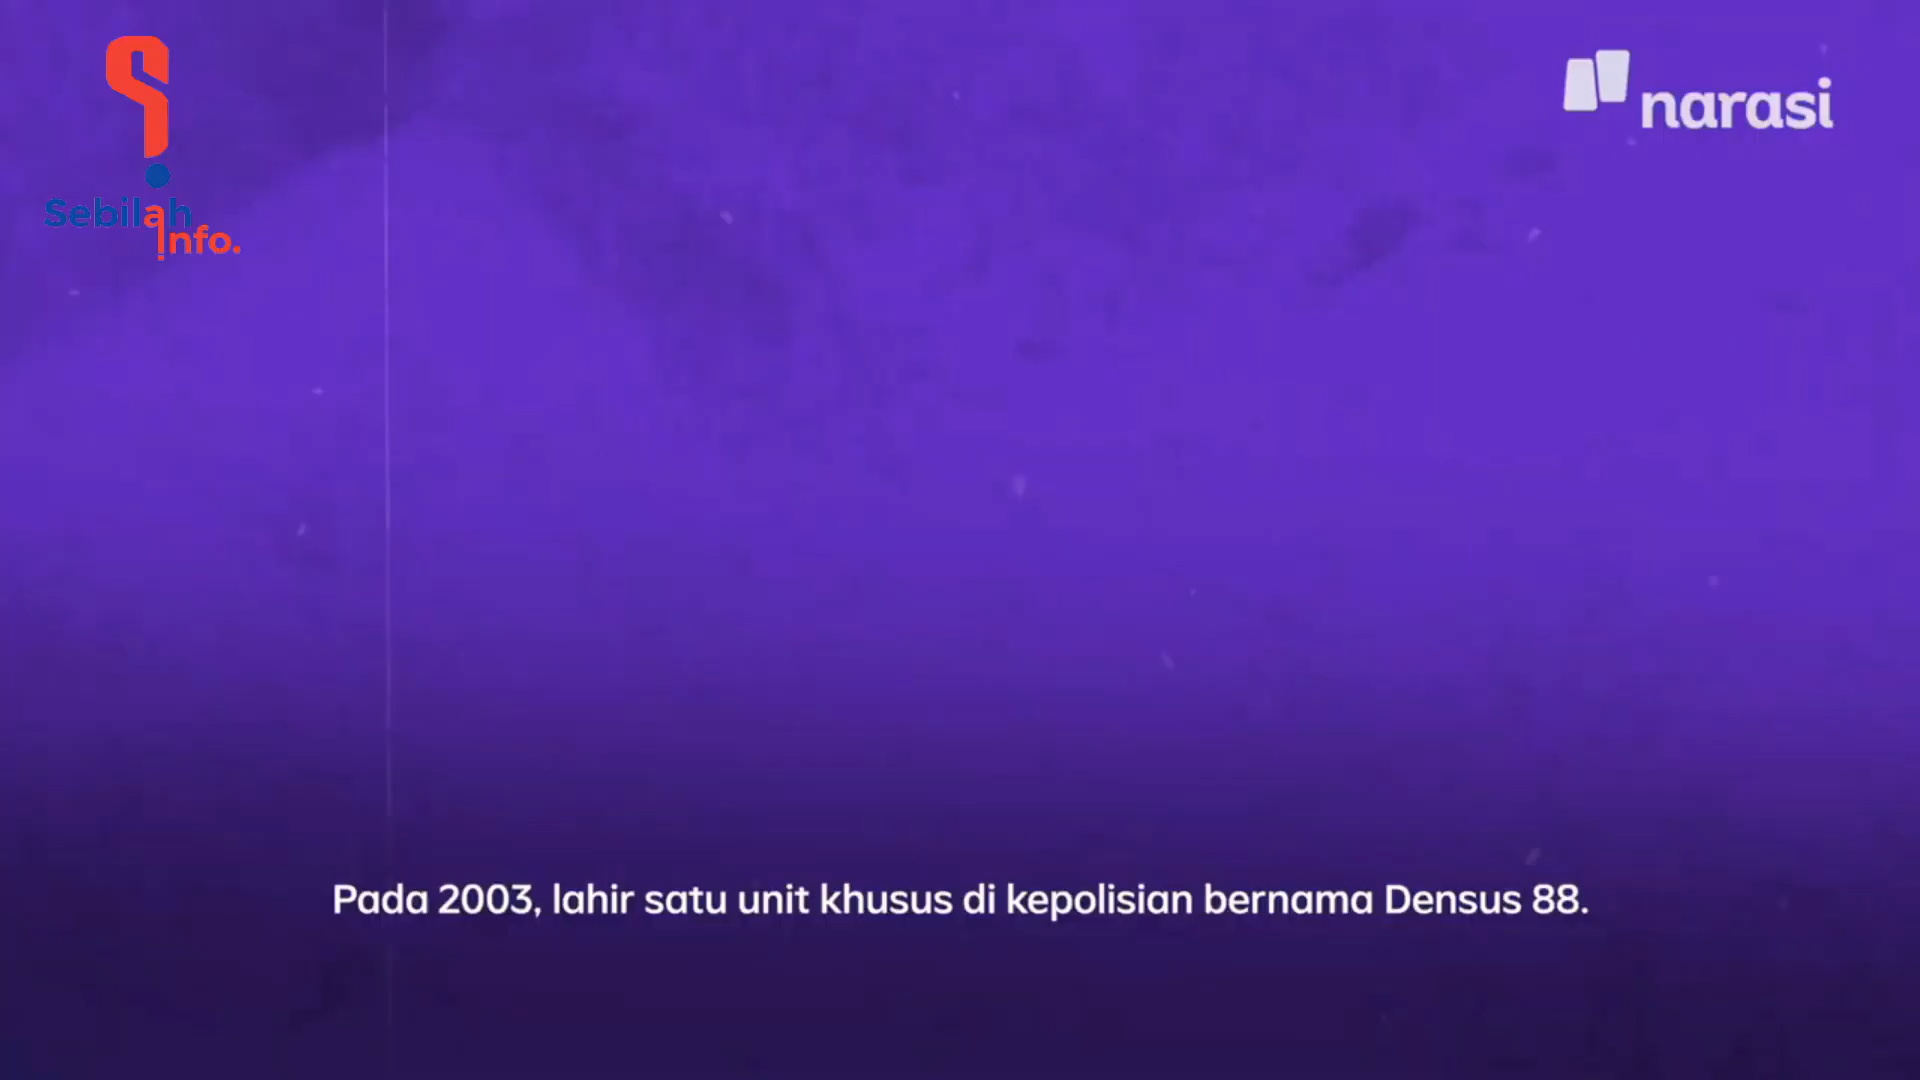 Sebilah
info.
narasi
Pada 2003, lahir satu unit khusus di kepolisian bernama Densus 88.